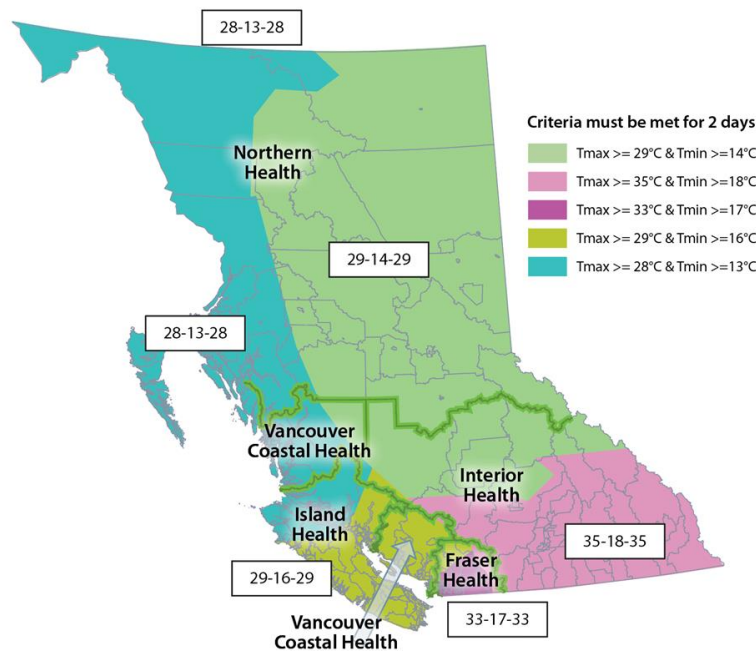 28-13-28
Criteria must be met for 2 days
Tmax >= 29°C & Tmin >=14°C
Tmax >= 35°C & Tmin >=18°C
Tmax >= 33°C & Tmin >=17°C
Tmax >= 29°C & Tmin >=16°C
Tmax >= 28°C & Tmin >=13°C
Northern
Health
29-14-29
28-13-28
Vancouver
Coastal Health
Interior
Health
Island
Health
35-18-35
Fraser
Health
29-16-29
33-17-33
Vancouver
Coastal Health